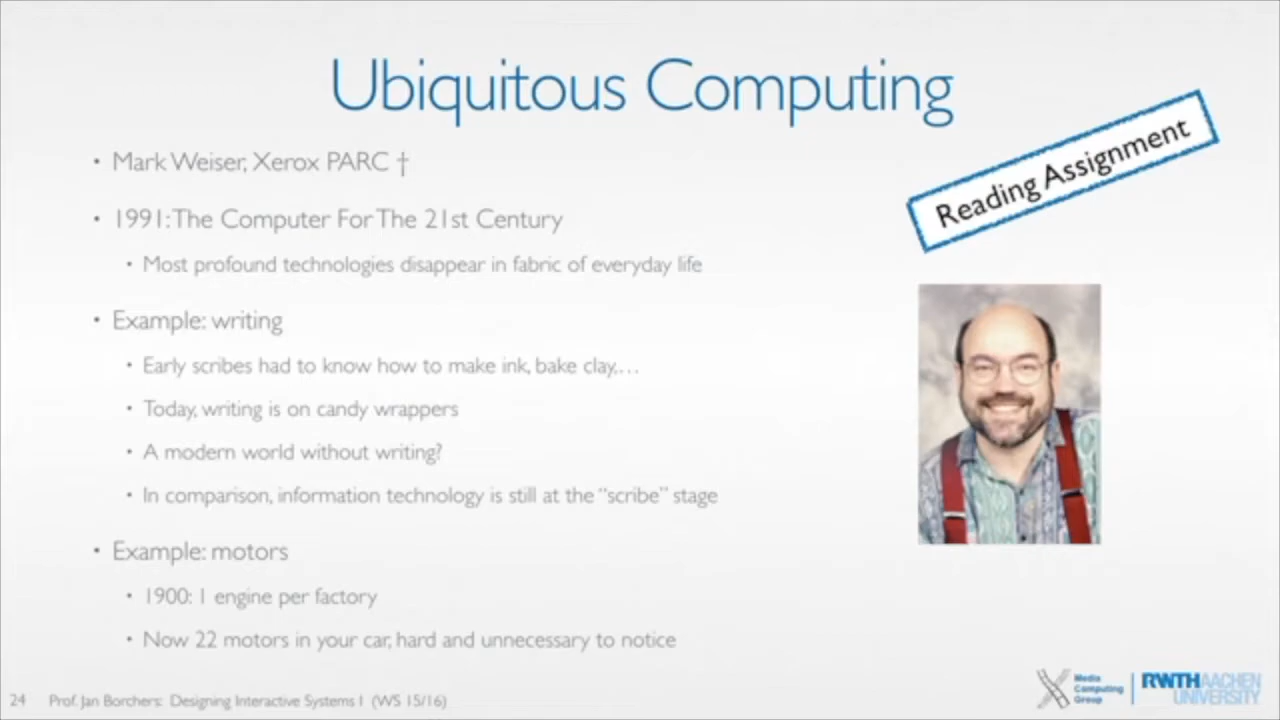 Ubiquitous Computing
Reading Assignment
• Mark Weiser, Xerox PARC †
• 1991: The Computer For The 21st Century
• Most profound technologies disappear in fabric of everyday life
• Example: writing
• Early scribes had to know how to make ink, bake clay,…
• Today, writing is on candy wrappers
• A modern world without writing?
• In comparison, information technology is still at the “scribe” stage
• Example: motors
• 1900: 1 engine per factory
• Now 22 motors in your car, hard and unnecessary to notice
24 Prof. Jan Borchers: Designing Interactive Systems I (WS 15/16)
Media
Computing
Group
RWTH AACHEN
UNIVERSITY